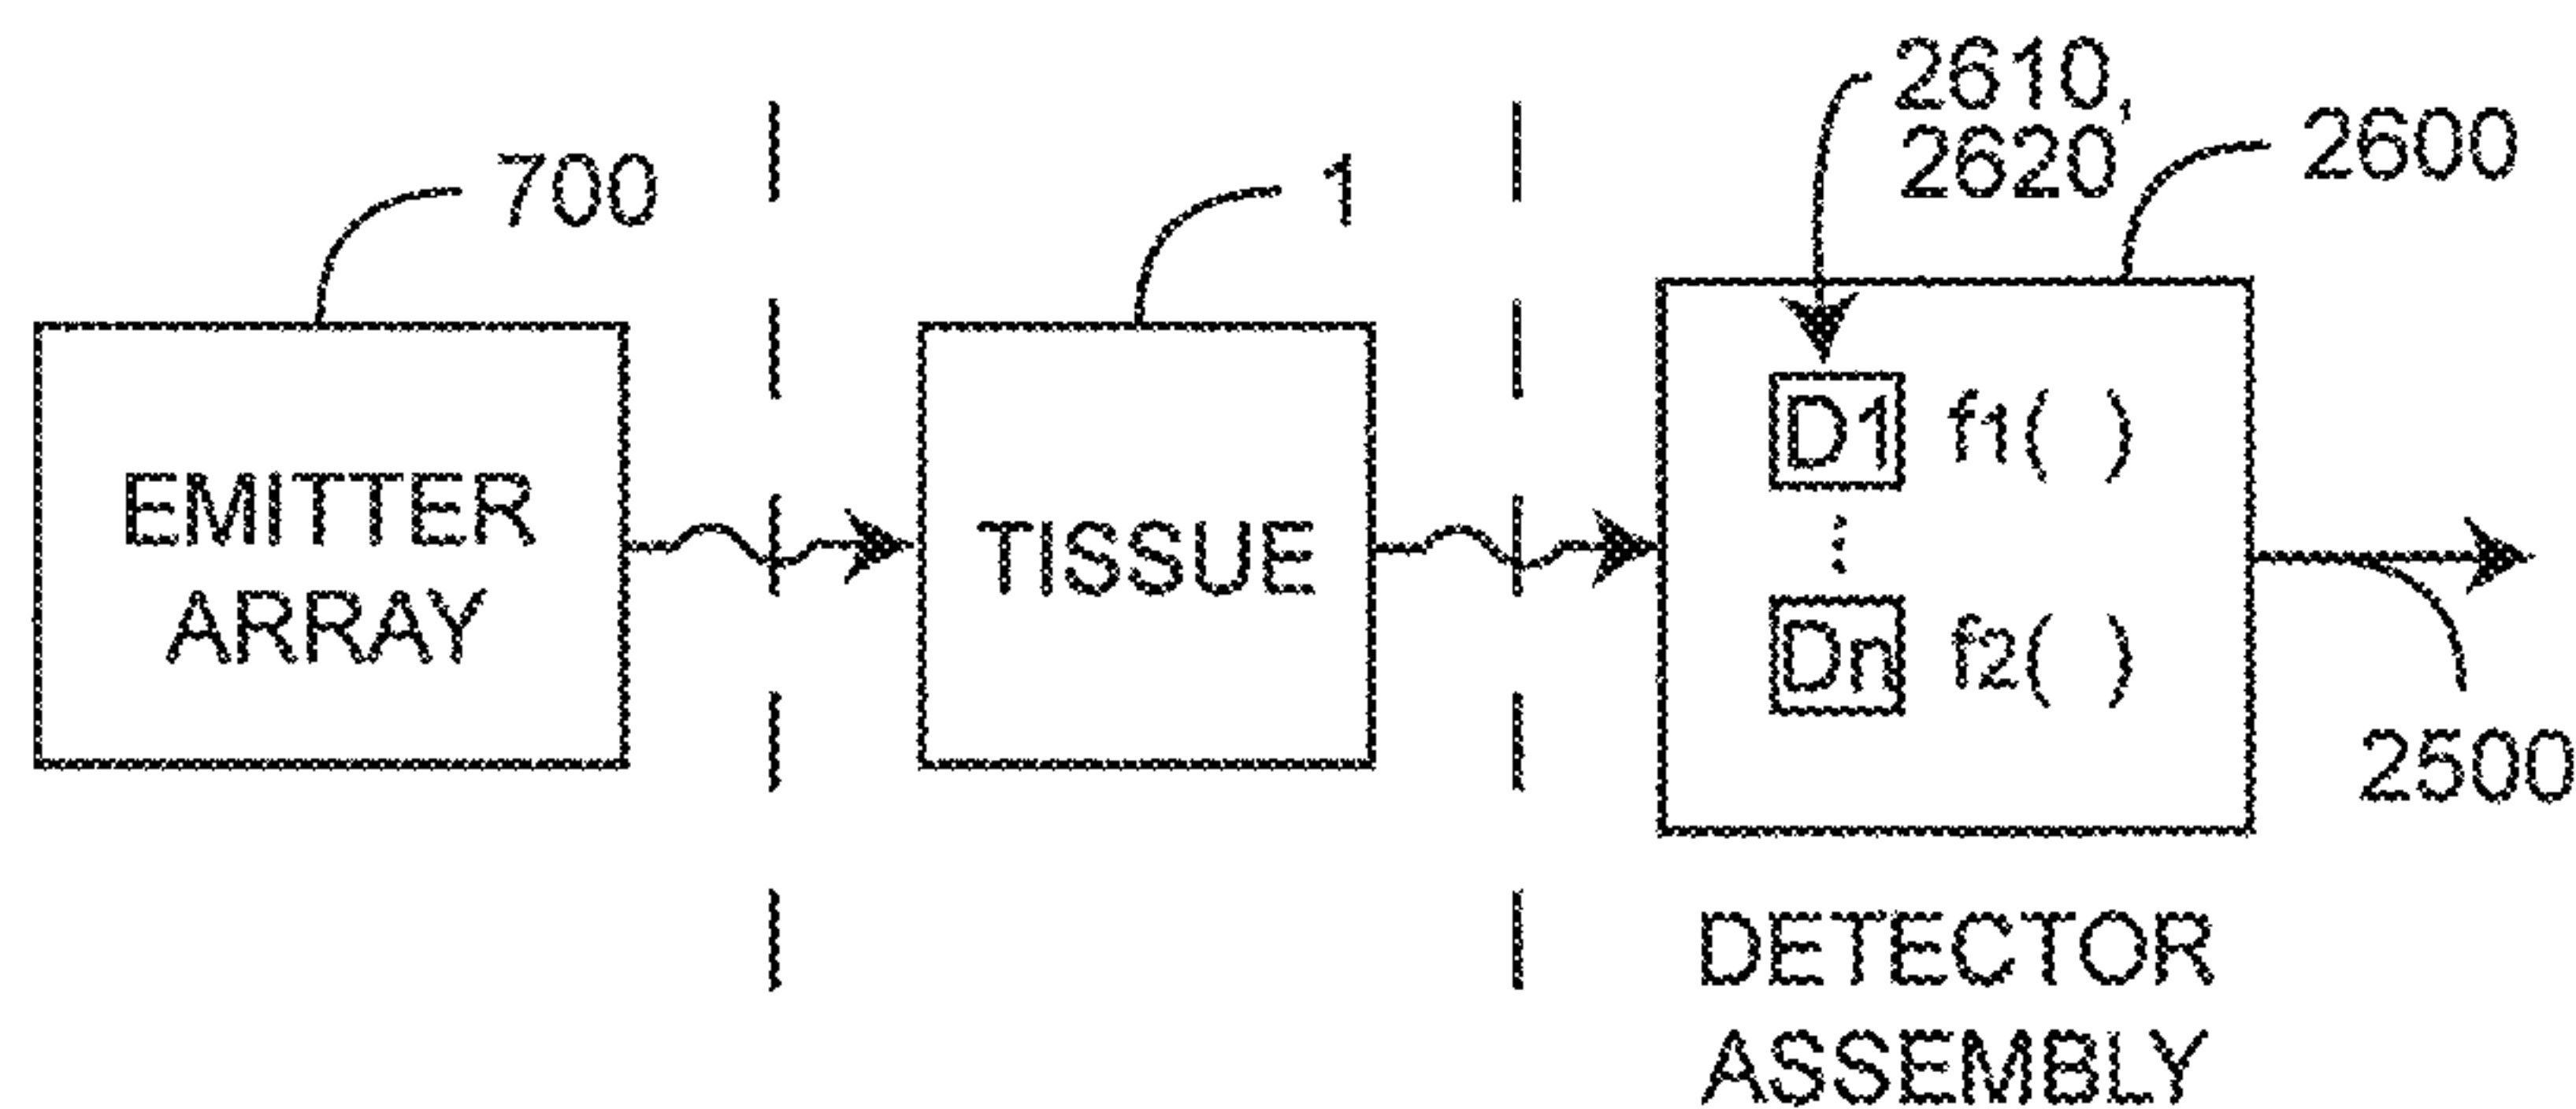 2610,
2620
2600
700
1
D1 f1( )
EMITTER
ARRAY
TISSUE
Dn f2( )
2500
DETECTOR
ASSEMBLY